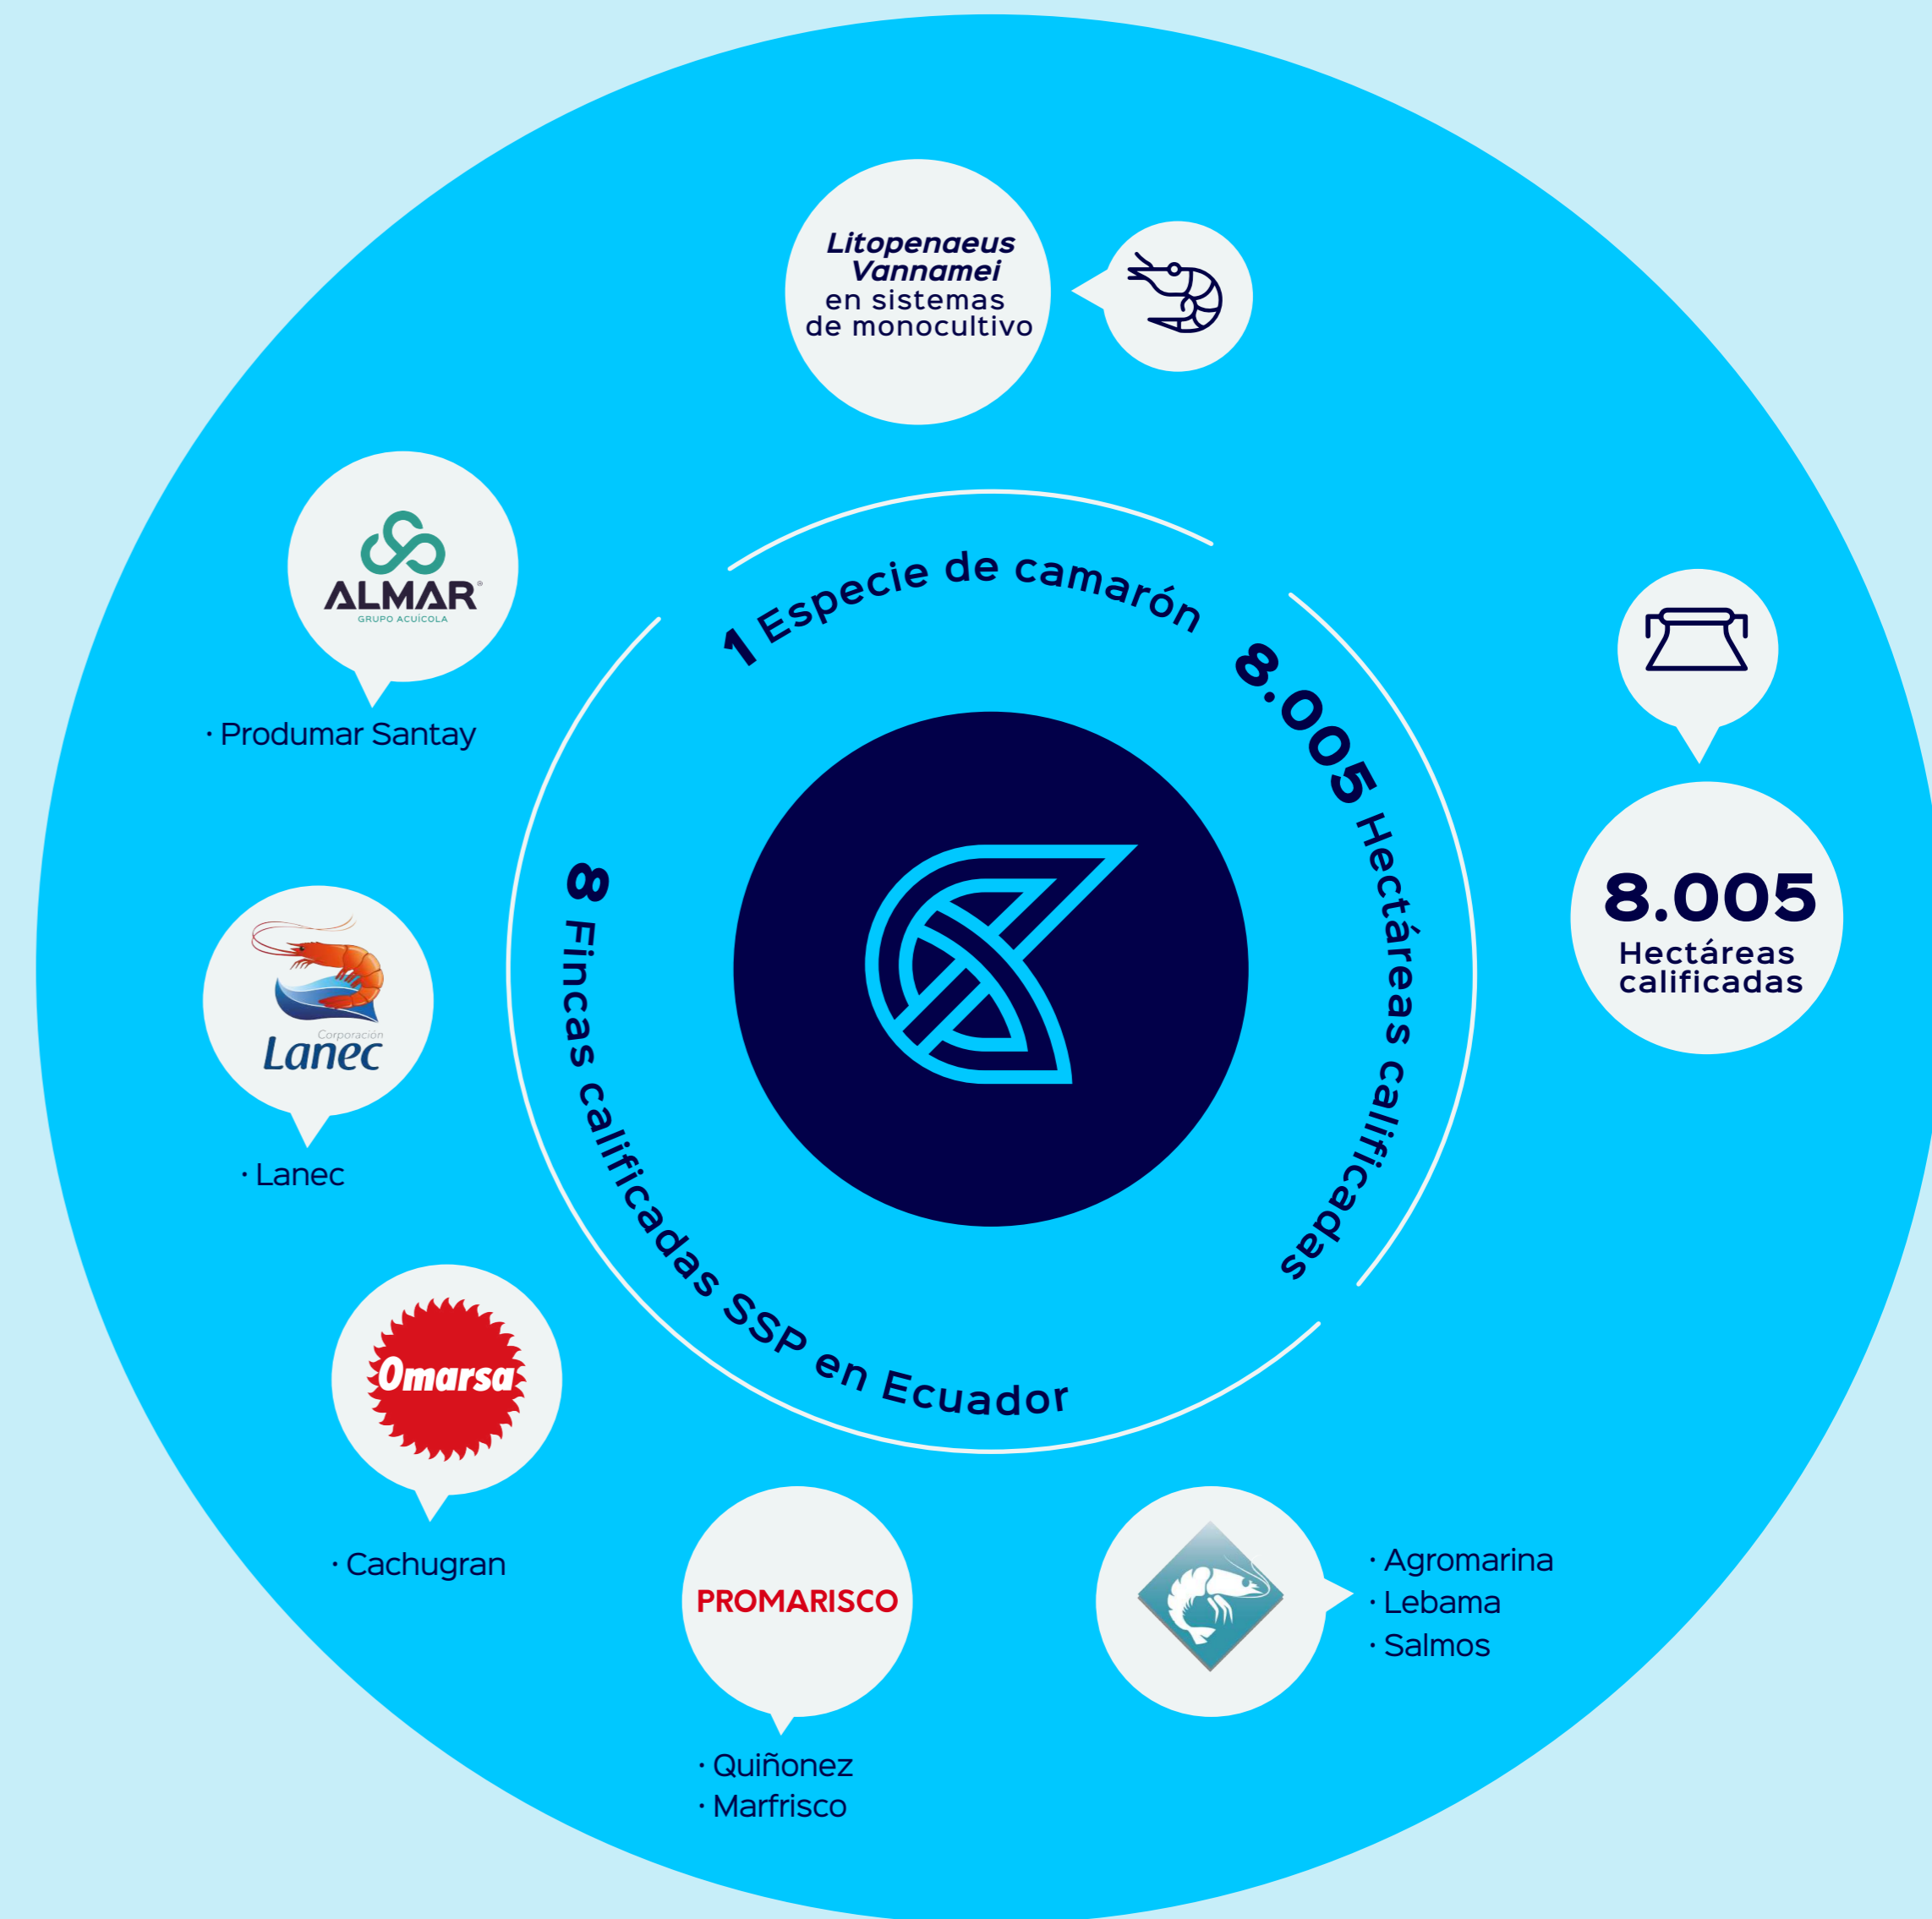 Litopenaeus
Vannamei
en sistemas
de monocultivo
ALMAR®
GRUPO ACUÍCOLA
· Produmar Santay
1 Especie de camarón
8.005 Hectáreas calificadas
8 Fincas calificadas SSP en Ecuador
8.005
Hectáreas
calificadas
Corporación
Lanec
· Lanec
Omarsa
· Cachugran
PROMARISCO
· Quiñonez
· Marfrisco
· Agromarina
· Lebama
· Salmos